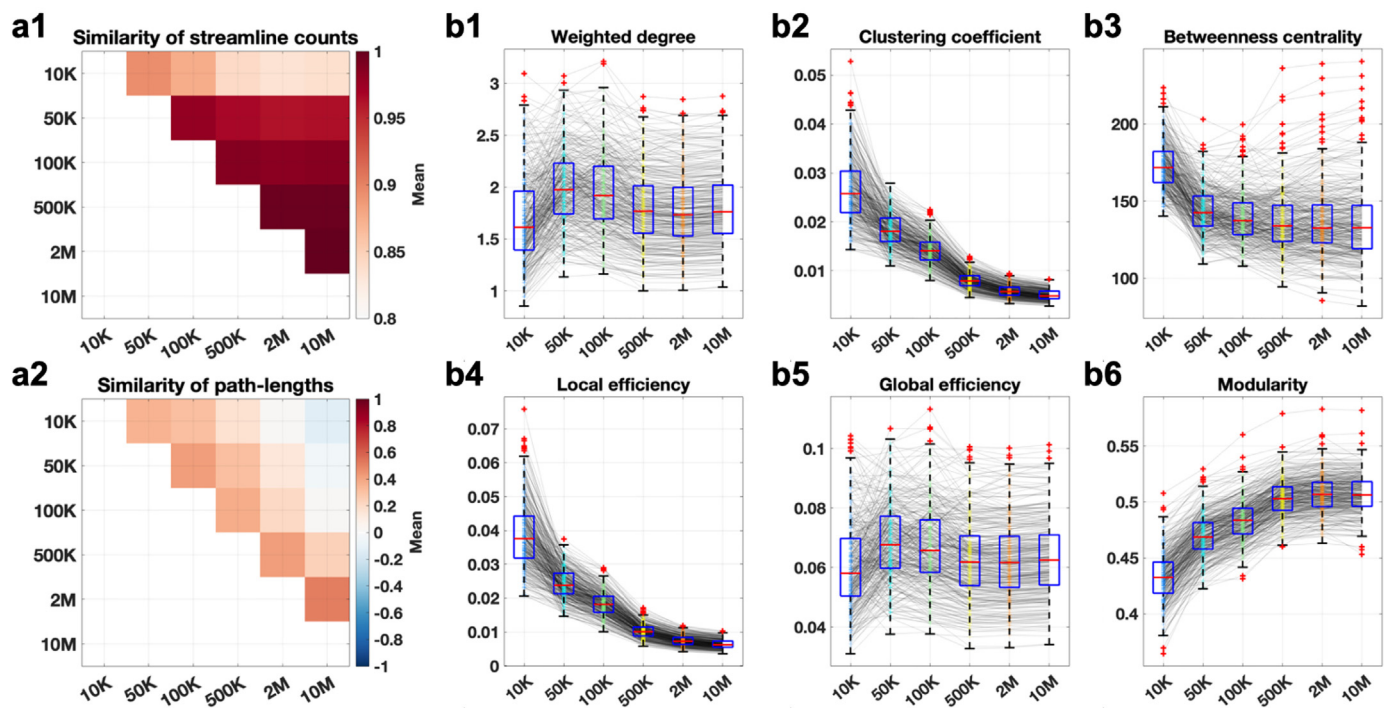 a1
Similarity of streamline counts
10K
50K
100K
500K
2M
10M
10K 50K 100K 500K 2M 10M
1
0.95
0.9
0.85
0.8
Mean
b1
Weighted degree
3
2.5
2
1.5
1
10K 50K 100K 500K 2M 10M
b2
Clustering coefficient
0.05
0.04
0.03
0.02
0.01
10K 50K 100K 500K 2M 10M
b3
Betweenness centrality
200
150
100
10K 50K 100K 500K 2M 10M
a2
Similarity of path-lengths
10K
50K
100K
500K
2M
10M
10K 50K 100K 500K 2M 10M
1
0.8
0.6
0.4
0.2
0
-0.2
-0.4
-0.6
-0.8
-1
Mean
b4
Local efficiency
0.07
0.06
0.05
0.04
0.03
0.02
0.01
0
10K 50K 100K 500K 2M 10M
b5
Global efficiency
0.1
0.08
0.06
0.04
10K 50K 100K 500K 2M 10M
b6
Modularity
0.55
0.5
0.45
0.4
10K 50K 100K 500K 2M 10M